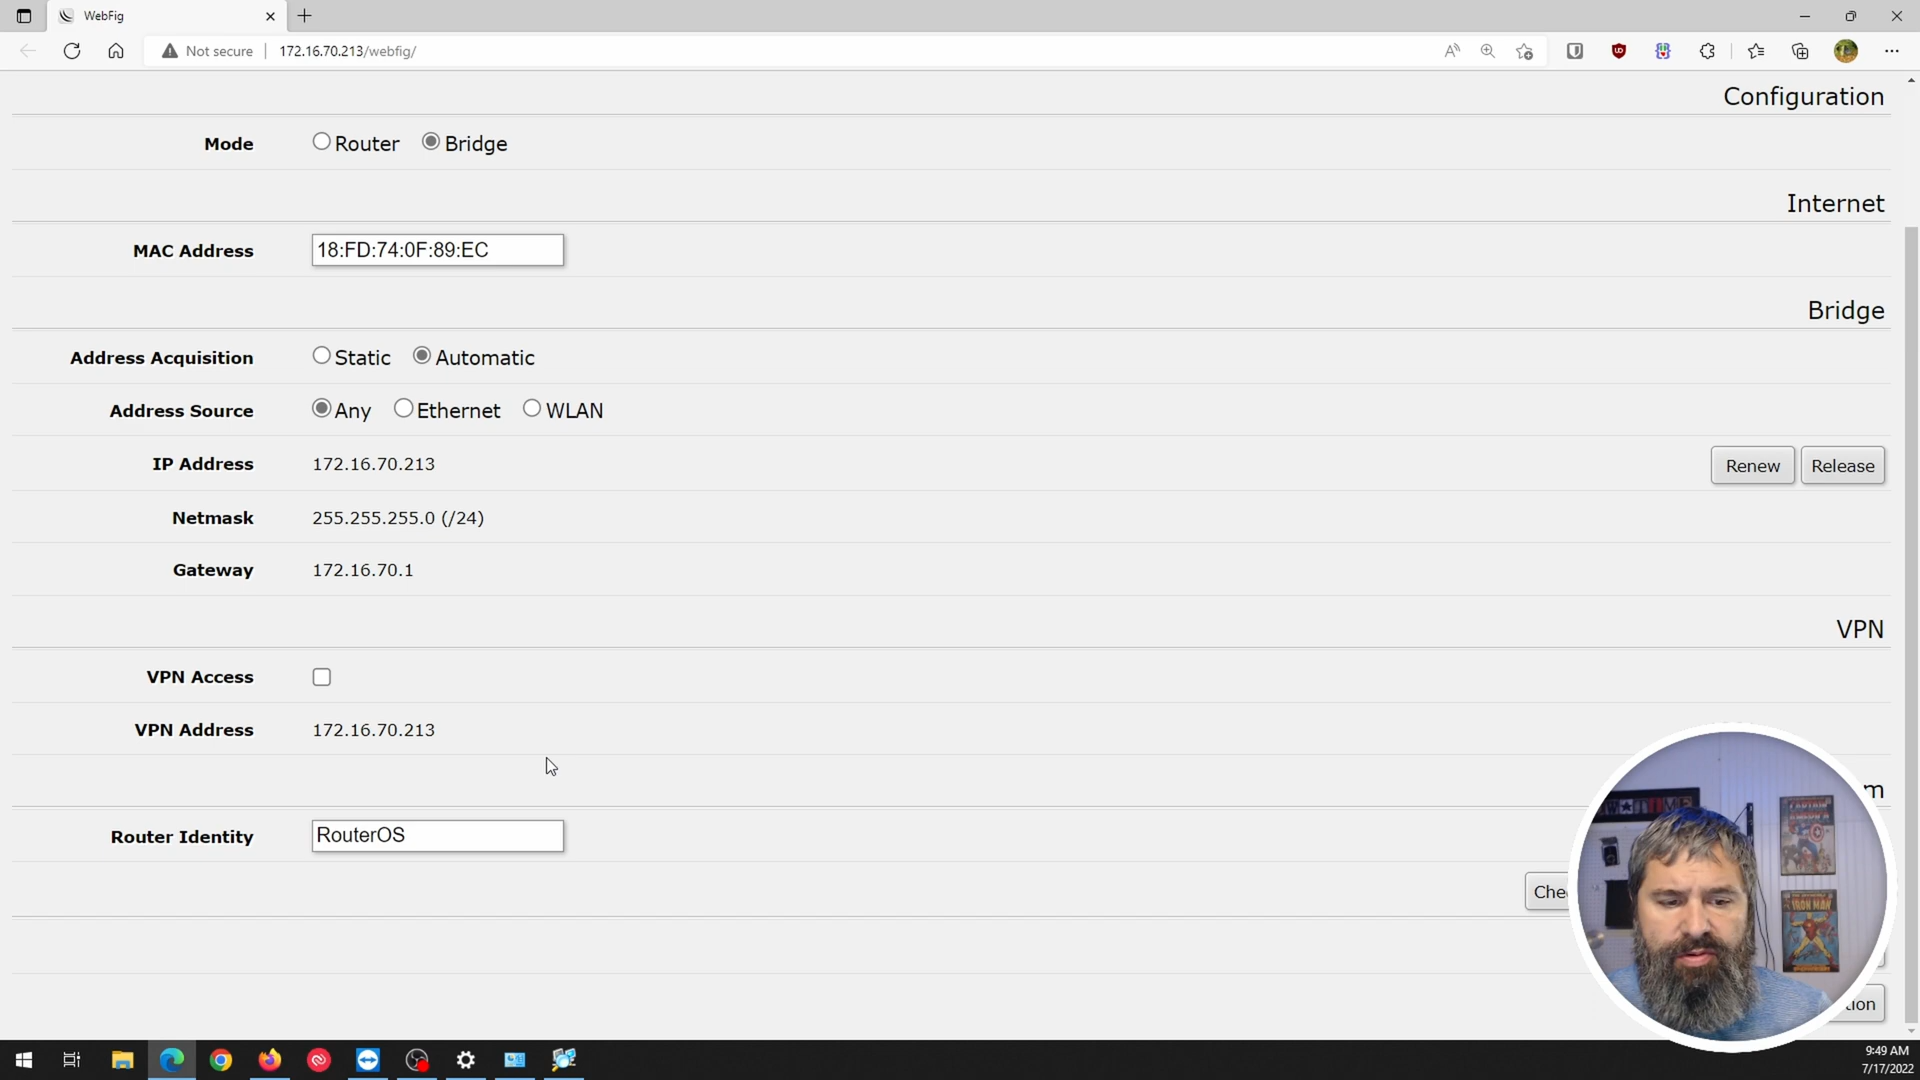 WebFig
Not secure 172.16.70.213/webfig/
Configuration
Mode Router Bridge
Internet
MAC Address 18:FD:74:0F:89:EC
Bridge
Address Acquisition Static Automatic
Address Source Any Ethernet WLAN
IP Address 172.16.70.213 Renew Release
Netmask 255.255.255.0 (/24)
Gateway 172.16.70.1
VPN
VPN Access
VPN Address 172.16.70.213
Router Identity RouterOS
CAPTAIN
IRON MAN
9:49 AM
7/17/2022